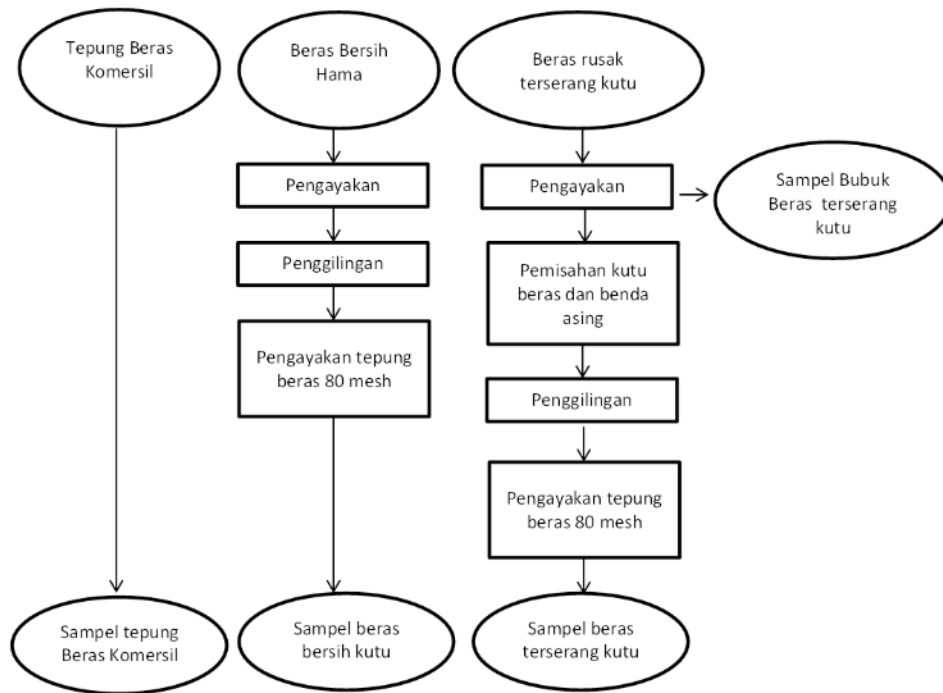 Tepung Beras
Komersil
Beras Bersih
Hama
Beras rusak
terserang kutu
Pengayakan
Pengayakan
Sampel Bubuk
Beras terserang
kutu
Penggilingan
Pemisahan kutu
beras dan benda
asing
Pengayakan tepung
beras 80 mesh
Penggilingan
Pengayakan tepung
beras 80 mesh
Sampel tepung
Beras Komersil
Sampel beras
bersih kutu
Sampel beras
terserang kutu